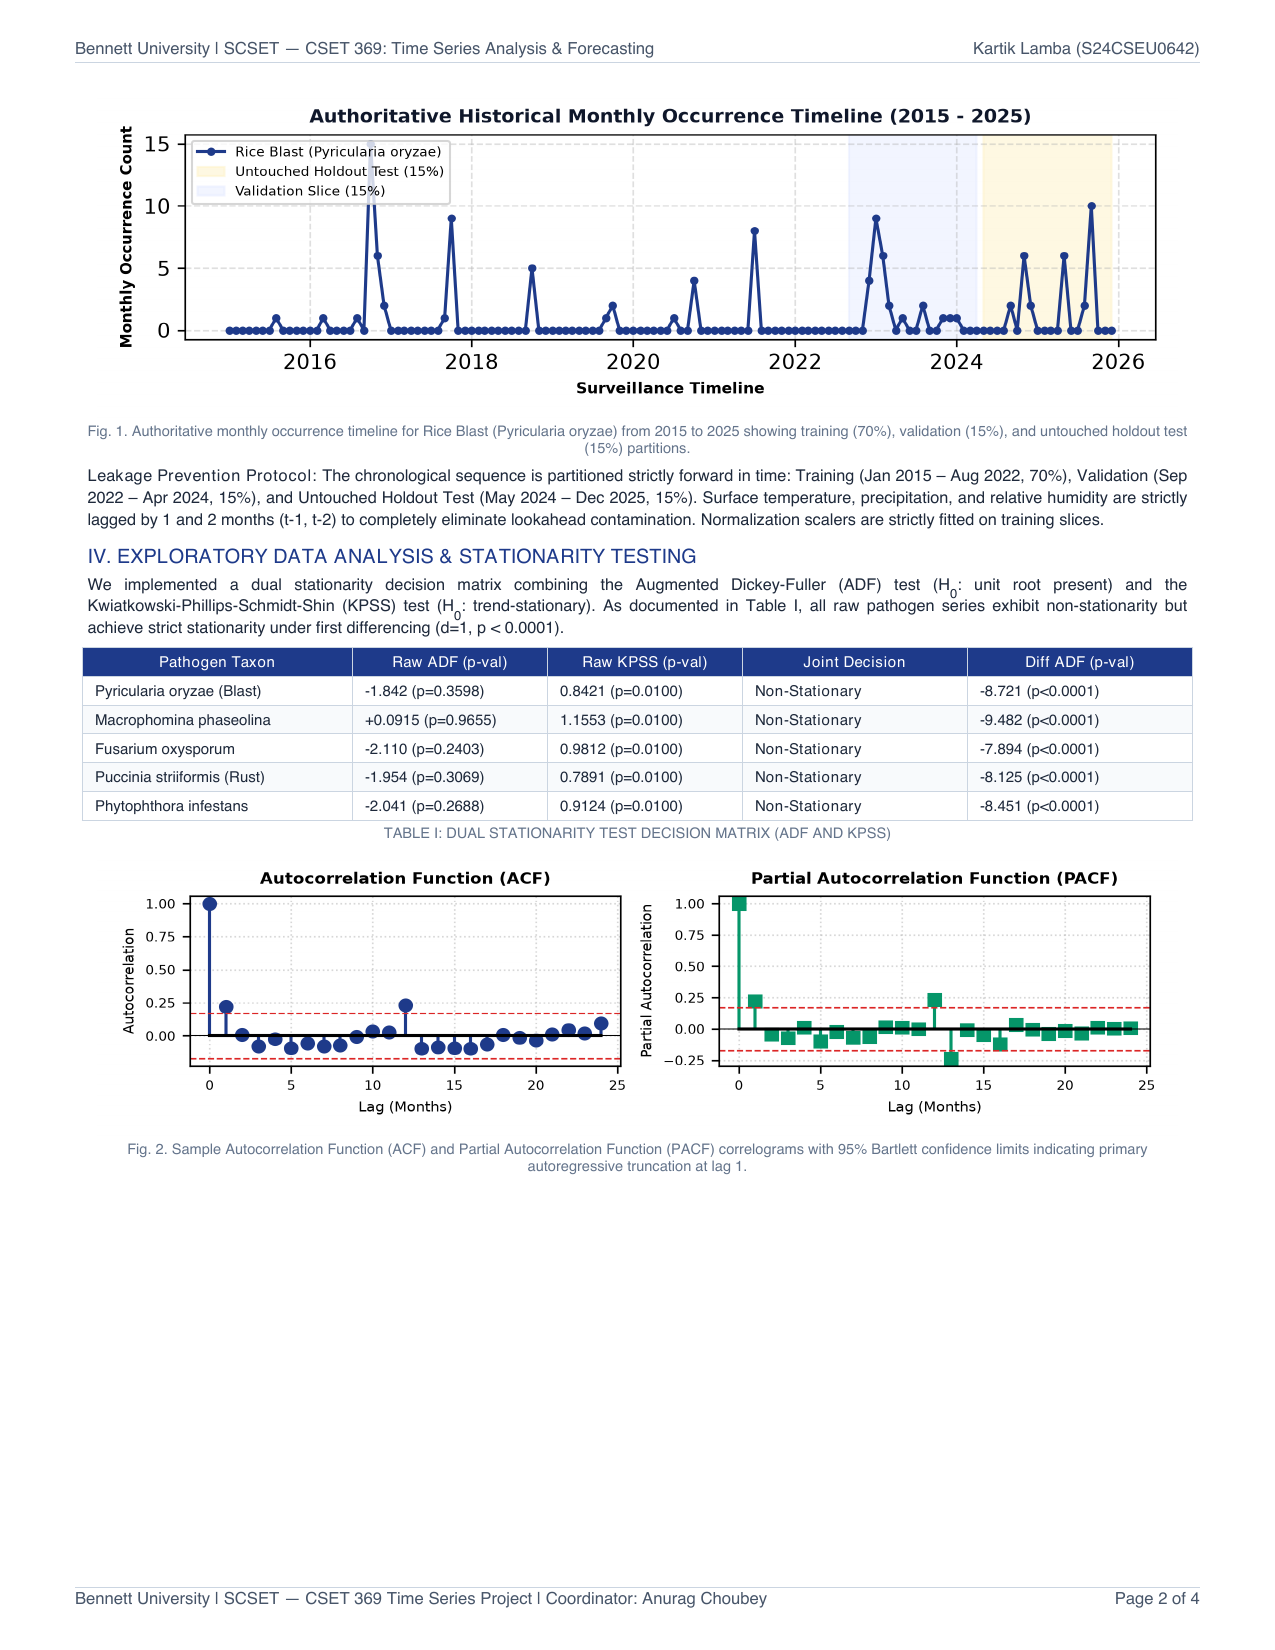 Bennett University | SCSET — CSET 369: Time Series Analysis & Forecasting
Kartik Lamba (S24CSEU0642)
Authoritative Historical Monthly Occurrence Timeline (2015 - 2025)
Monthly Occurrence Count
15
10
5
0
Rice Blast (Pyricularia oryzae)
Untouched Holdout Test (15%)
Validation Slice (15%)
2016 2018 2020 2022 2024 2026
Surveillance Timeline
Fig. 1. Authoritative monthly occurrence timeline for Rice Blast (Pyricularia oryzae) from 2015 to 2025 showing training (70%), validation (15%), and untouched holdout test
(15%) partitions.
Leakage Prevention Protocol: The chronological sequence is partitioned strictly forward in time: Training (Jan 2015 – Aug 2022, 70%), Validation (Sep
2022 – Apr 2024, 15%), and Untouched Holdout Test (May 2024 – Dec 2025, 15%). Surface temperature, precipitation, and relative humidity are strictly
lagged by 1 and 2 months (t-1, t-2) to completely eliminate lookahead contamination. Normalization scalers are strictly fitted on training slices.
IV. EXPLORATORY DATA ANALYSIS & STATIONARITY TESTING
We implemented a dual stationarity decision matrix combining the Augmented Dickey-Fuller (ADF) test (H0: unit root present) and the
Kwiatkowski-Phillips-Schmidt-Shin (KPSS) test (H0: trend-stationary). As documented in Table I, all raw pathogen series exhibit non-stationarity but
achieve strict stationarity under first differencing (d=1, p < 0.0001).
Pathogen Taxon Raw ADF (p-val) Raw KPSS (p-val) Joint Decision Diff ADF (p-val)
Pyricularia oryzae (Blast) -1.842 (p=0.3598) 0.8421 (p=0.0100) Non-Stationary -8.721 (p<0.0001)
Macrophomina phaseolina +0.0915 (p=0.9655) 1.1553 (p=0.0100) Non-Stationary -9.482 (p<0.0001)
Fusarium oxysporum -2.110 (p=0.2403) 0.9812 (p=0.0100) Non-Stationary -7.894 (p<0.0001)
Puccinia striiformis (Rust) -1.954 (p=0.3069) 0.7891 (p=0.0100) Non-Stationary -8.125 (p<0.0001)
Phytophthora infestans -2.041 (p=0.2688) 0.9124 (p=0.0100) Non-Stationary -8.451 (p<0.0001)
TABLE I: DUAL STATIONARITY TEST DECISION MATRIX (ADF AND KPSS)
Autocorrelation Function (ACF)
Autocorrelation
1.00
0.75
0.50
0.25
0.00
0 5 10 15 20 25
Lag (Months)
Partial Autocorrelation Function (PACF)
Partial Autocorrelation
1.00
0.75
0.50
0.25
0.00
−0.25
0 5 10 15 20 25
Lag (Months)
Fig. 2. Sample Autocorrelation Function (ACF) and Partial Autocorrelation Function (PACF) correlograms with 95% Bartlett confidence limits indicating primary
autoregressive truncation at lag 1.
Bennett University | SCSET — CSET 369 Time Series Project | Coordinator: Anurag Choubey
Page 2 of 4